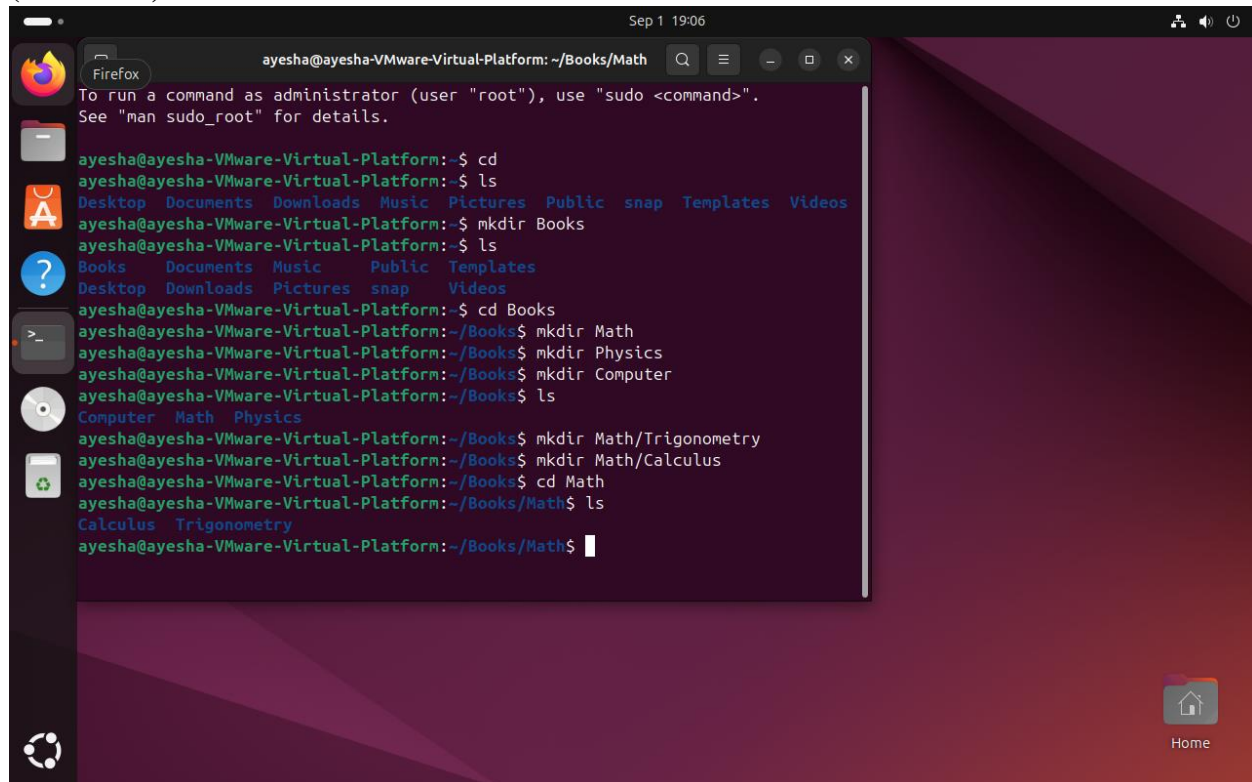 Sep 1 19:06
ayesha@ayesha-VMware-Virtual-Platform: ~/Books/Math
Firefox
To run a command as administrator (user "root"), use "sudo <command>".
See "man sudo_root" for details.
ayesha@ayesha-VMware-Virtual-Platform:~$ cd
ayesha@ayesha-VMware-Virtual-Platform:~$ ls
Desktop Documents Downloads Music Pictures Public snap Templates Videos
ayesha@ayesha-VMware-Virtual-Platform:~$ mkdir Books
ayesha@ayesha-VMware-Virtual-Platform:~$ ls
Books Documents Music Public Templates
Desktop Downloads Pictures snap Videos
ayesha@ayesha-VMware-Virtual-Platform:~$ cd Books
ayesha@ayesha-VMware-Virtual-Platform:~/Books$ mkdir Math
ayesha@ayesha-VMware-Virtual-Platform:~/Books$ mkdir Physics
ayesha@ayesha-VMware-Virtual-Platform:~/Books$ mkdir Computer
ayesha@ayesha-VMware-Virtual-Platform:~/Books$ ls
Computer Math Physics
ayesha@ayesha-VMware-Virtual-Platform:~/Books$ mkdir Math/Trigonometry
ayesha@ayesha-VMware-Virtual-Platform:~/Books$ mkdir Math/Calculus
ayesha@ayesha-VMware-Virtual-Platform:~/Books$ cd Math
ayesha@ayesha-VMware-Virtual-Platform:~/Books/Math$ ls
Calculus Trigonometry
ayesha@ayesha-VMware-Virtual-Platform:~/Books/Math$
Home